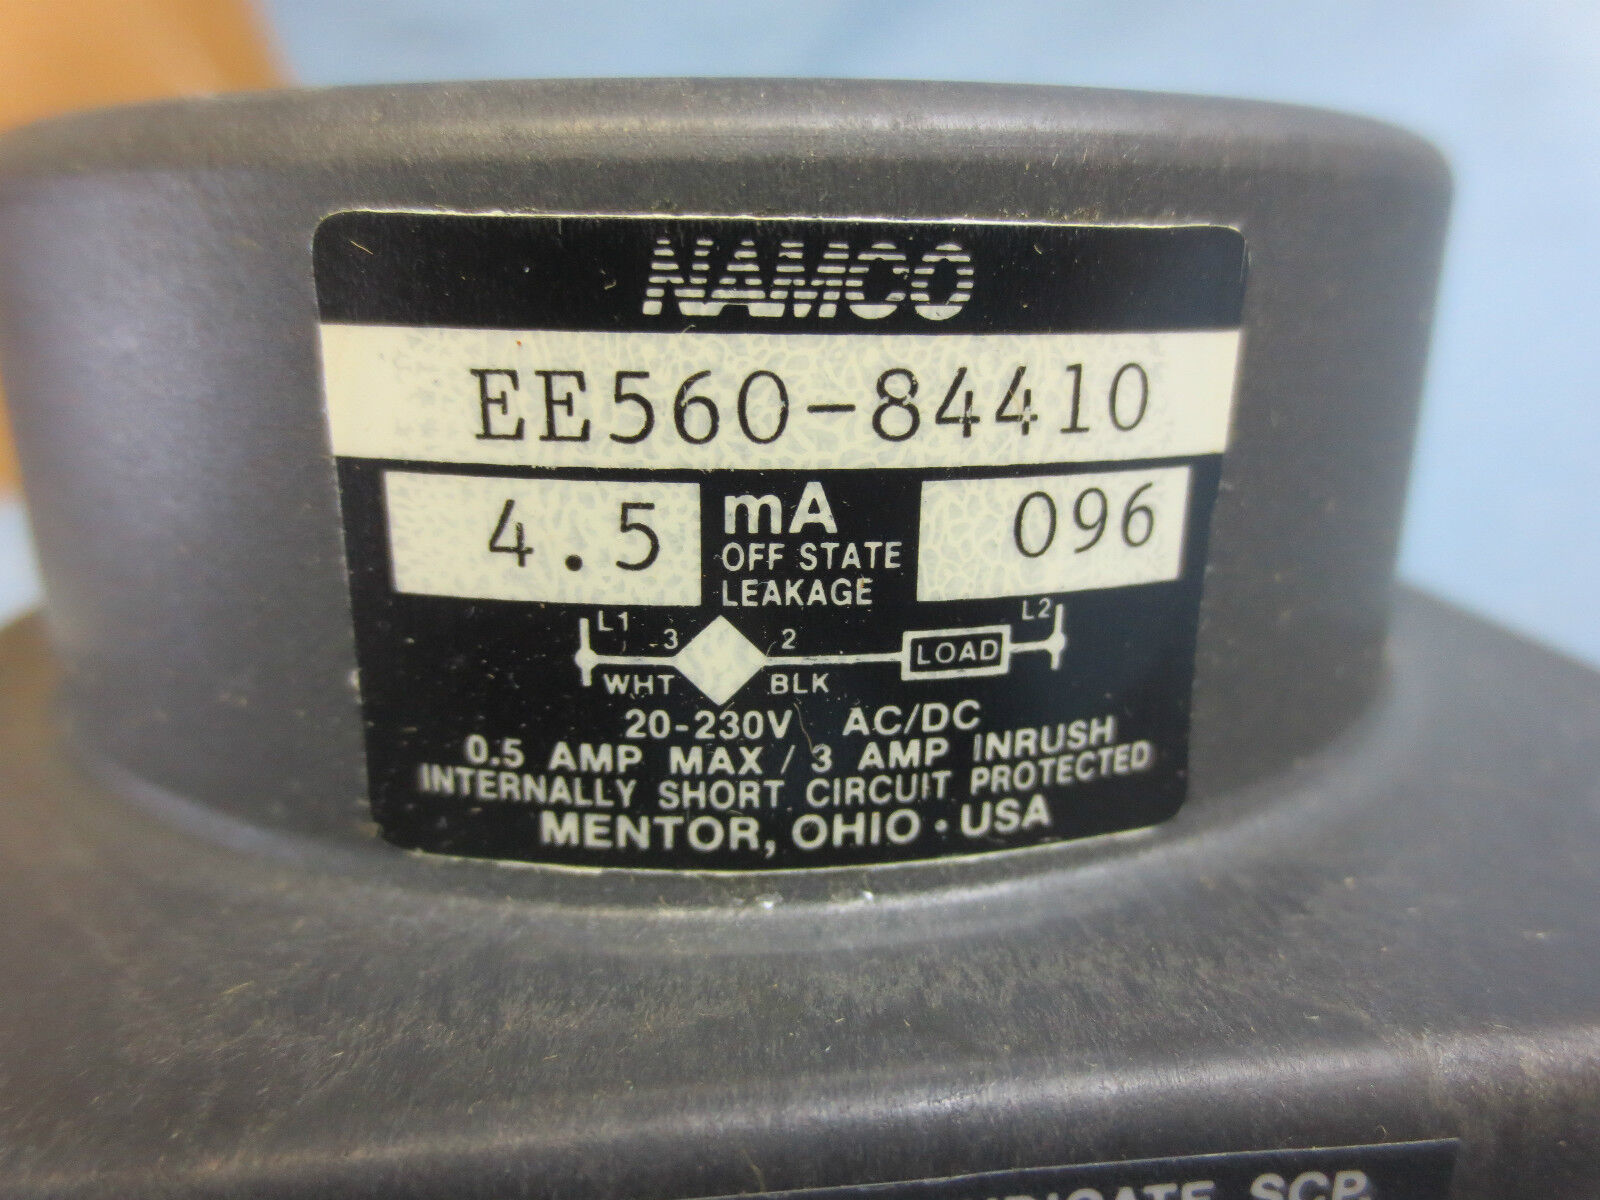 NAMCO
EE560-84410
4.5 mA OFF STATE LEAKAGE 096
L1 3 2 LOAD L2
WHT BLK
20-230V AC/DC
0.5 AMP MAX / 3 AMP INRUSH
INTERNALLY SHORT CIRCUIT PROTECTED
MENTOR, OHIO · USA
SCP.